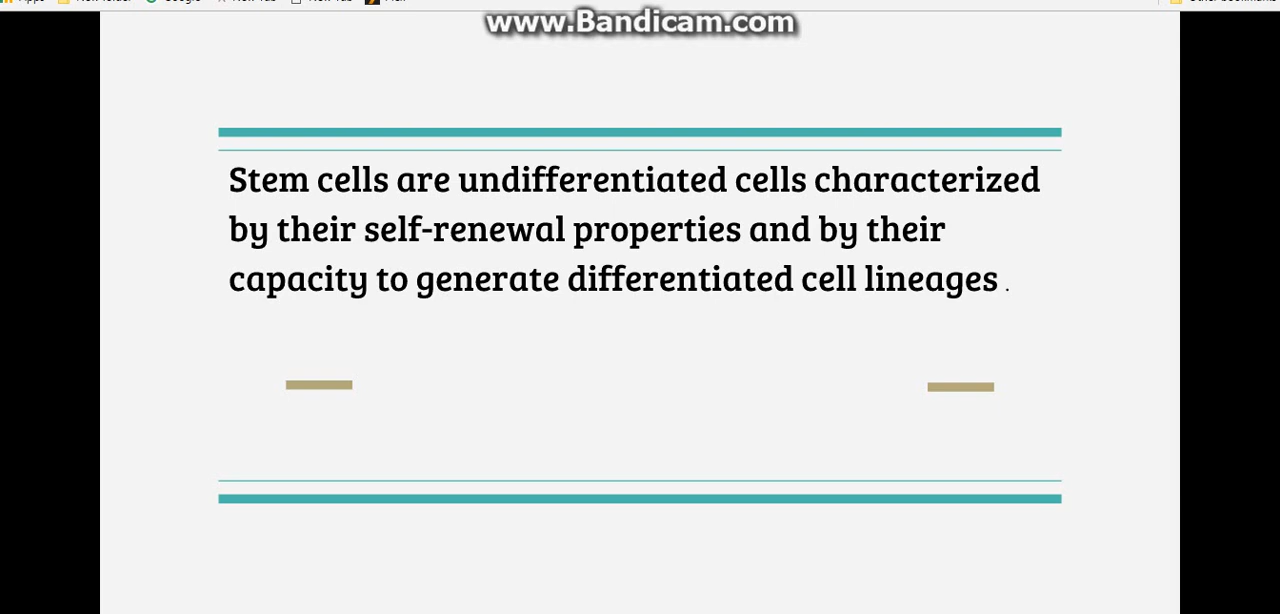 www.Bandicam.com
Stem cells are undifferentiated cells characterized
by their self-renewal properties and by their
capacity to generate differentiated cell lineages .